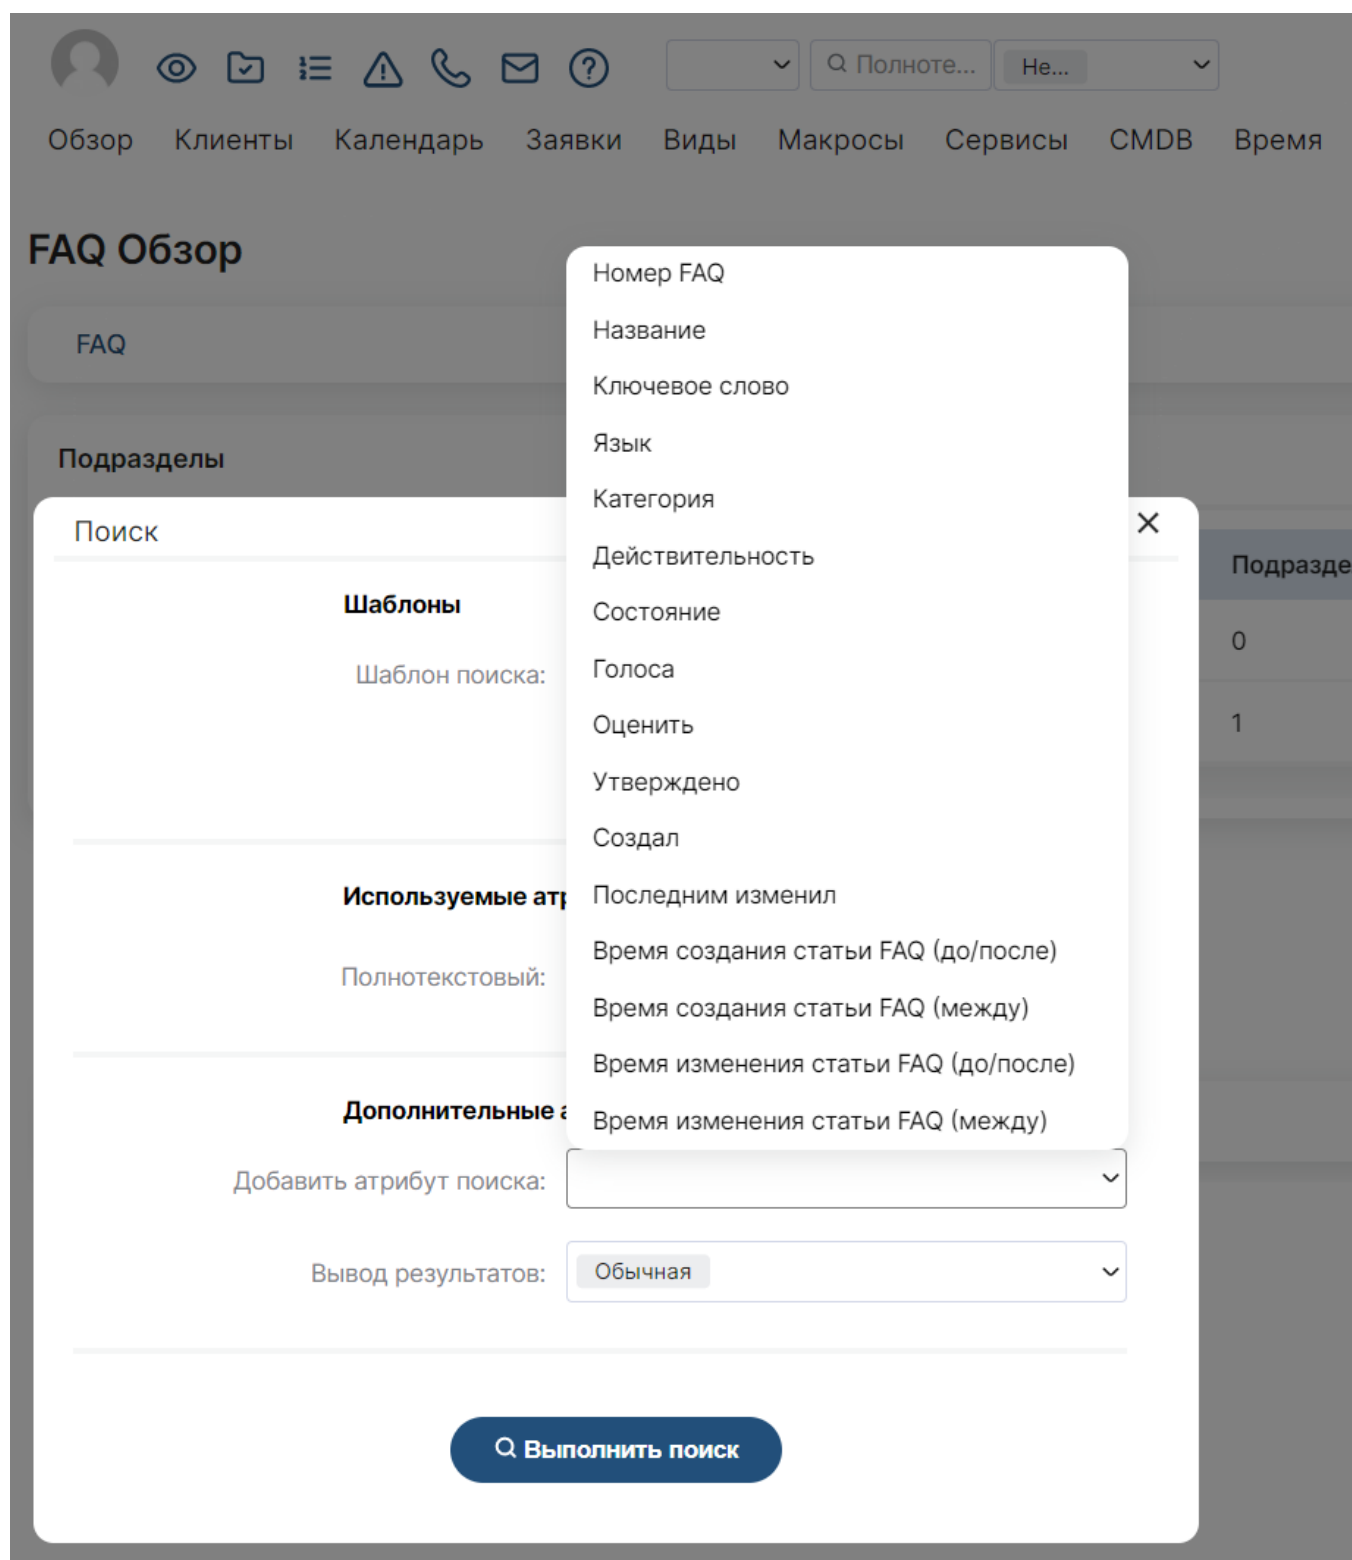 Полноте...
Не...
Обзор Клиенты Календарь Заявки Виды Макросы Сервисы CMDB Время
FAQ Обзор
FAQ
Подразделы
Номер FAQ
Название
Ключевое слово
Язык
Категория
Действительность
Состояние
Голоса
Оценить
Утверждено
Создал
Последним изменил
Время создания статьи FAQ (до/после)
Время создания статьи FAQ (между)
Время изменения статьи FAQ (до/после)
Время изменения статьи FAQ (между)
Поиск
Подразде
0
1
Шаблоны
Шаблон поиска:
Используемые ат
Полнотекстовый:
Дополнительные
Добавить атрибут поиска:
Вывод результатов: Обычная
Выполнить поиск